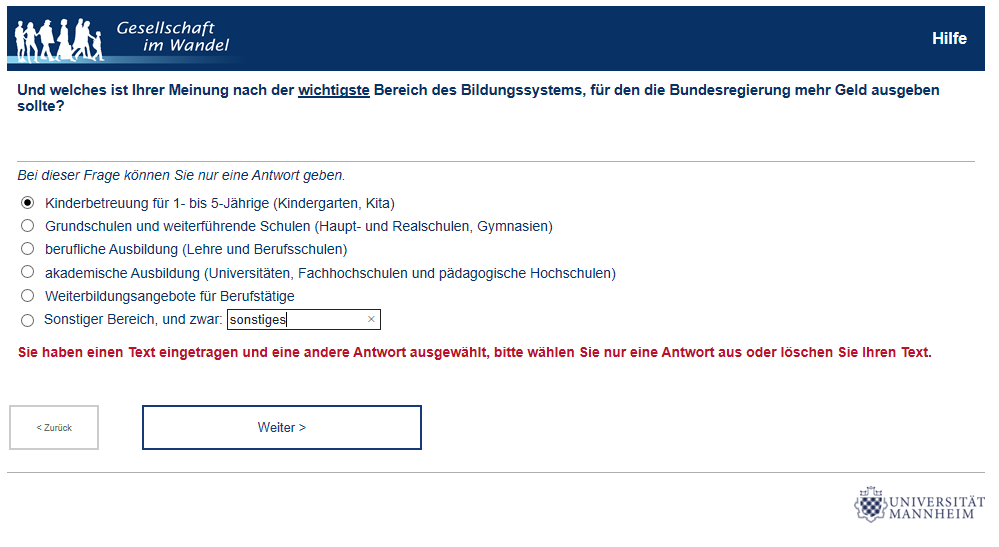 Gesellschaft
im Wandel
Hilfe
Und welches ist Ihrer Meinung nach der wichtigste Bereich des Bildungssystems, für den die Bundesregierung mehr Geld ausgeben
sollte?
Bei dieser Frage können Sie nur eine Antwort geben.
Kinderbetreuung für 1- bis 5-Jährige (Kindergarten, Kita)
Grundschulen und weiterführende Schulen (Haupt- und Realschulen, Gymnasien)
berufliche Ausbildung (Lehre und Berufsschulen)
akademische Ausbildung (Universitäten, Fachhochschulen und pädagogische Hochschulen)
Weiterbildungsangebote für Berufstätige
Sonstiger Bereich, und zwar: sonstiges ×
Sie haben einen Text eingetragen und eine andere Antwort ausgewählt, bitte wählen Sie nur eine Antwort aus oder löschen Sie Ihren Text.
< Zurück
Weiter >
UNIVERSITÄT
MANNHEIM